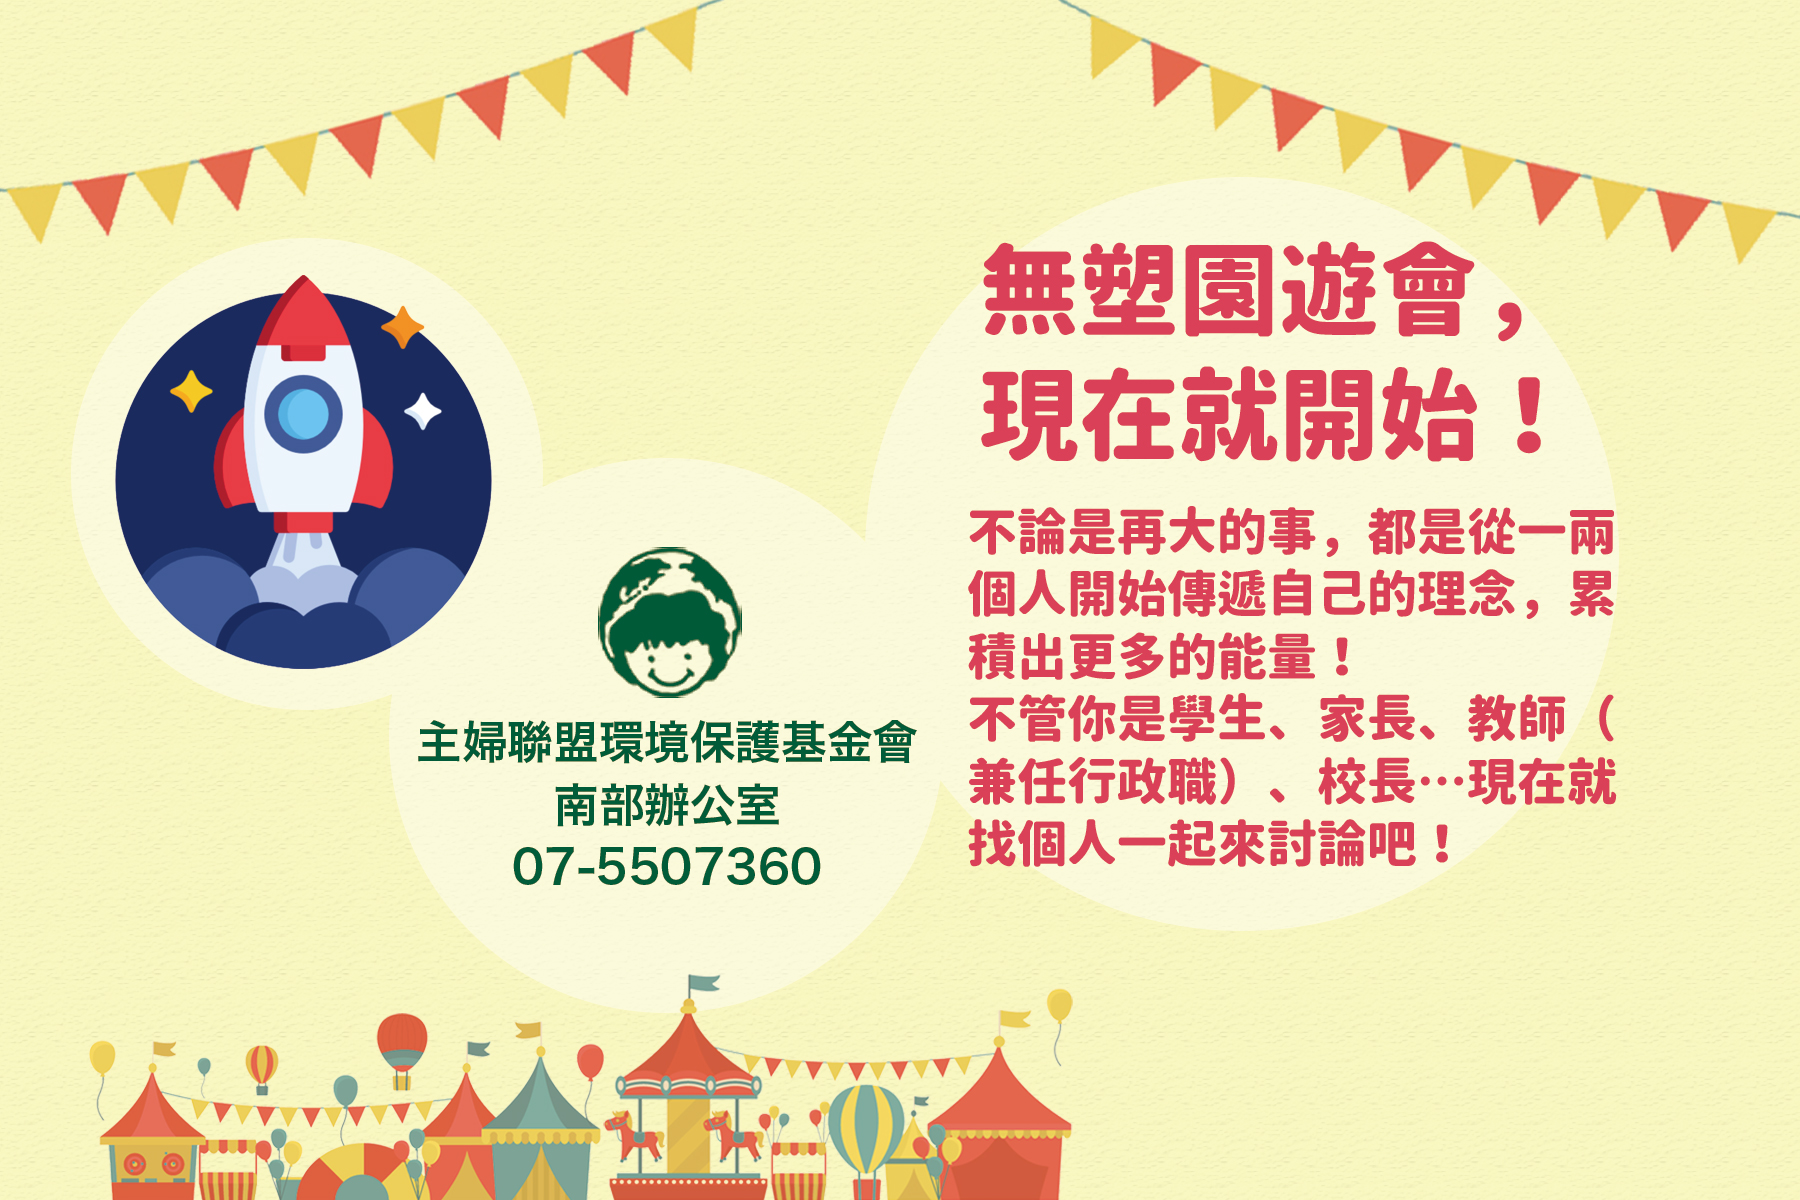 無塑園遊會，
現在就開始！
不論是再大的事，都是從一兩
個人開始傳遞自己的理念，累
積出更多的能量！
不管你是學生、家長、教師（
兼任行政職）、校長…現在就
找個人一起來討論吧！
主婦聯盟環境保護基金會
南部辦公室
07-5507360